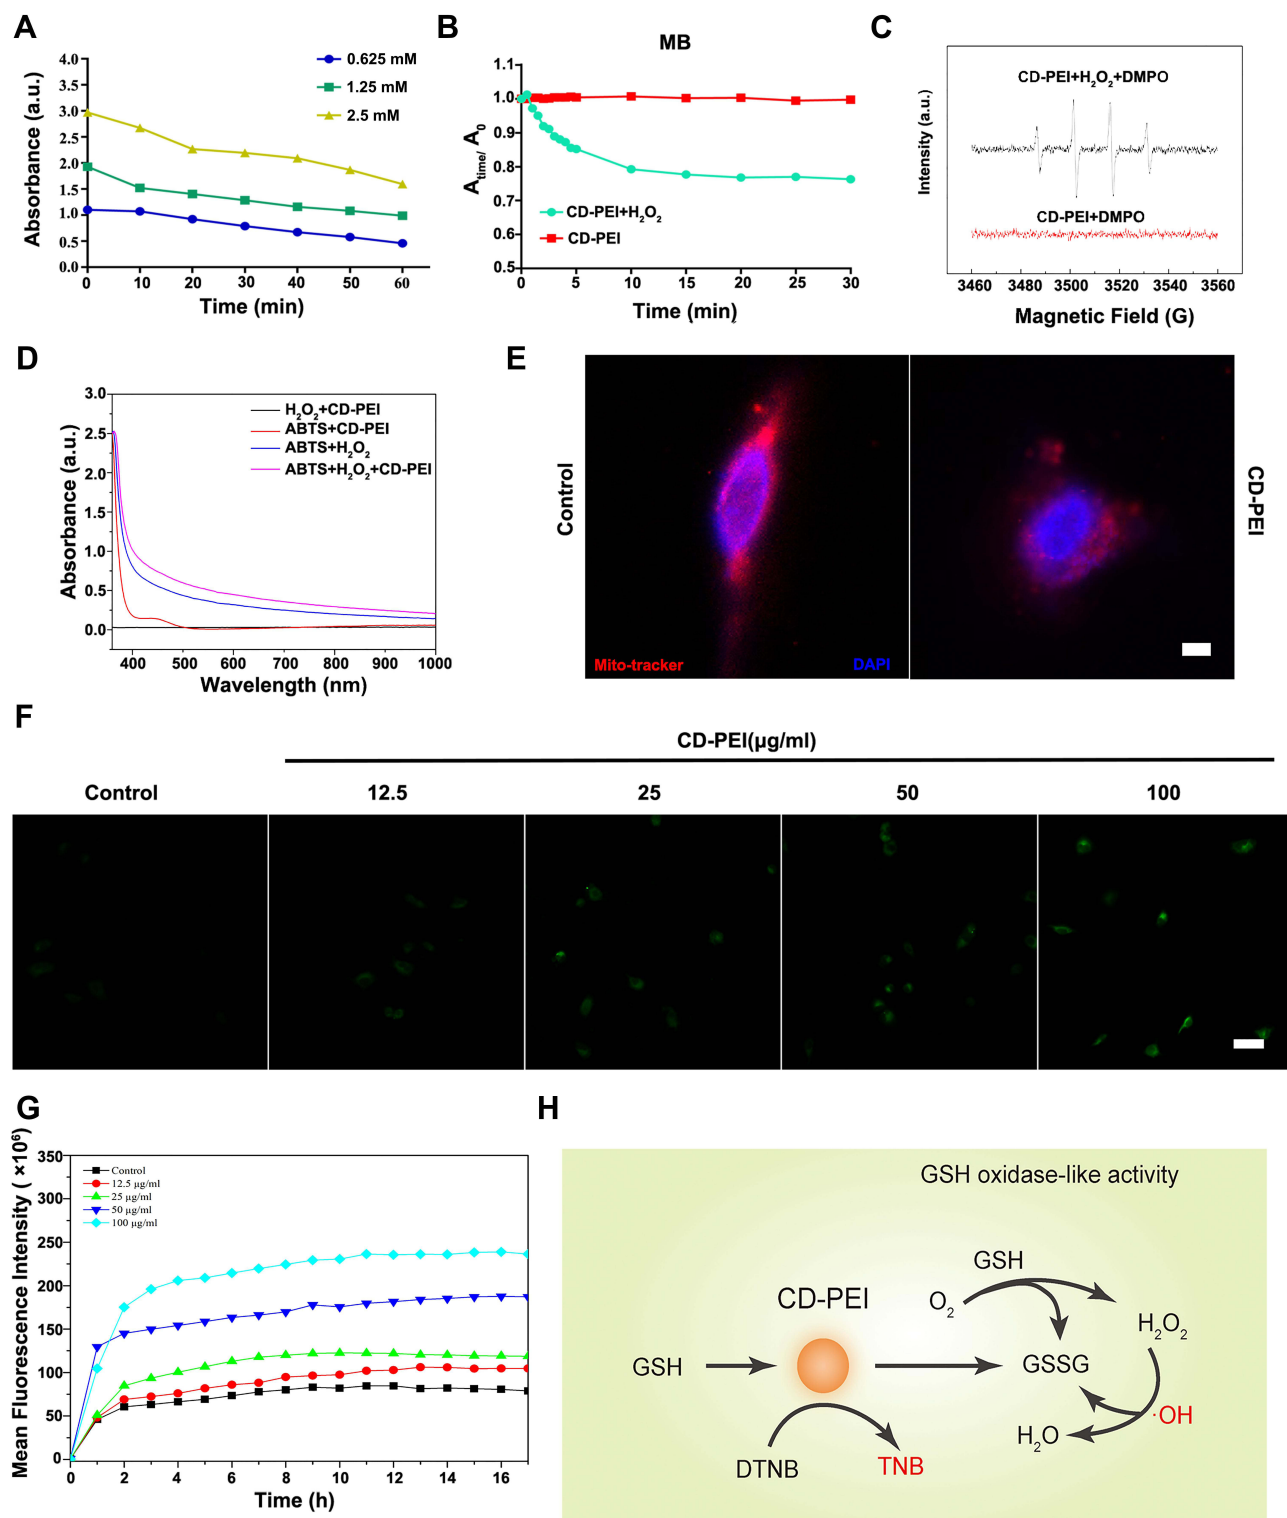 A
Absorbance (a.u.)
4.0
3.5
3.0
2.5
2.0
1.5
1.0
0.5
0.0
0 10 20 30 40 50 60
Time (min)
0.625 mM
1.25 mM
2.5 mM
B
MB
A time/ A0
1.1
1.0
0.9
0.8
0.7
0.6
0.5
0 5 10 15 20 25 30
Time (min)
CD-PEI+H2O2
CD-PEI
C
Intensity (a.u.)
CD-PEI+H2O2+DMPO
CD-PEI+DMPO
3460 3480 3500 3520 3540 3560
Magnetic Field (G)
D
Absorbance (a.u.)
3.0
2.5
2.0
1.5
1.0
0.5
0.0
400 500 600 700 800 900 1000
Wavelength (nm)
H2O2+CD-PEI
ABTS+CD-PEI
ABTS+H2O2
ABTS+H2O2+CD-PEI
E
Control
Mito-tracker
DAPI
CD-PEI
F
CD-PEI(μg/ml)
Control 12.5 25 50 100
G
Mean Fluorescence Intensity ( ×10⁶)
350
300
250
200
150
100
50
0
0 2 4 6 8 10 12 14 16
Time (h)
Control
12.5 μg/ml
25 μg/ml
50 μg/ml
100 μg/ml
H
GSH oxidase-like activity
GSH
O2
CD-PEI
H2O2
GSH
GSSG
·OH
H2O
DTNB
TNB